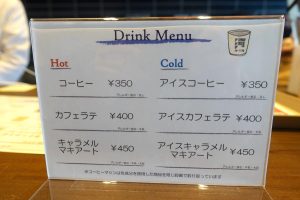 Drink Menu
Hot
コーヒー ¥350
カフェラテ ¥400
キャラメル
マキアート ¥450
Cold
アイスコーヒー ¥350
アイスカフェラテ ¥400
アイスキャラメル
マキアート ¥450